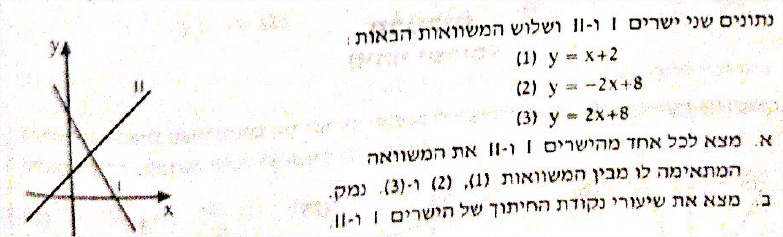 נתונים שני ישרים I ו-II ושלוש המשוואות הבאות:
(1) y = x+2
(2) y = -2x+8
(3) y = 2x+8
א. מצא לכל אחד מהישרים I ו-II את המשוואה
המתאימה לו מבין המשוואות (1), (2) ו-(3). נמק.
ב. מצא את שיעורי נקודת החיתוך של הישרים I ו-II.
y
II
I
x